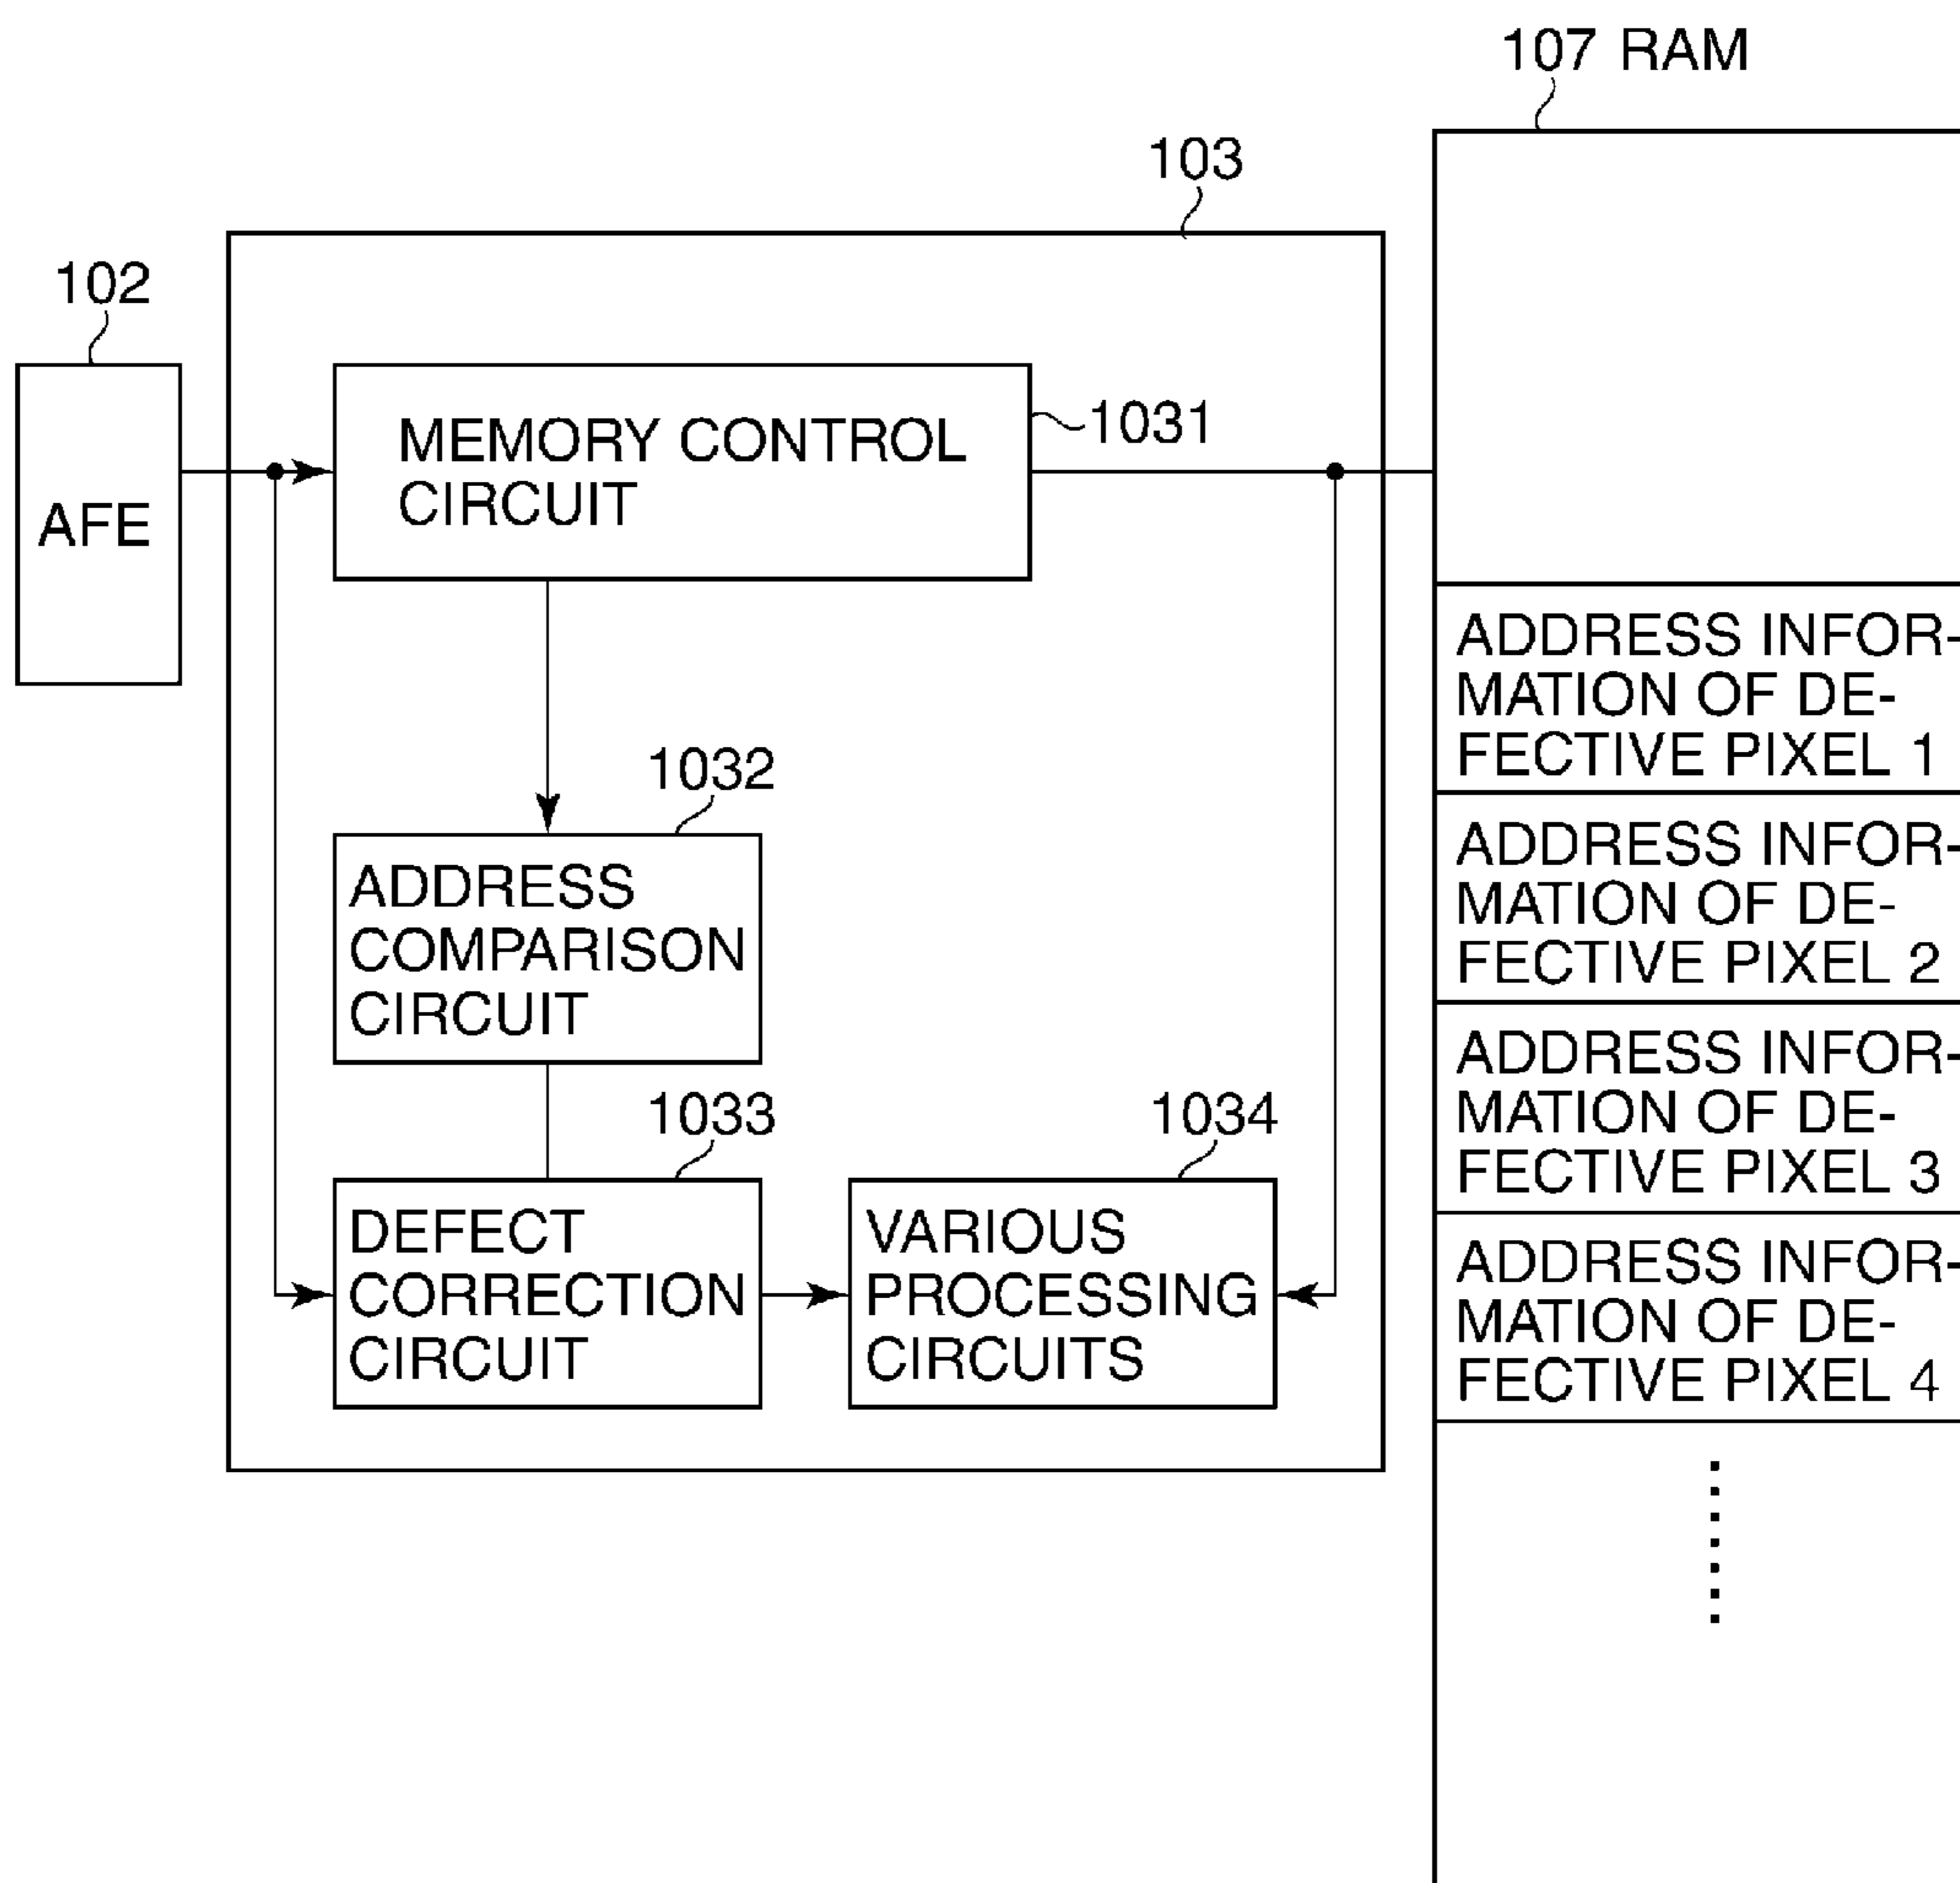 107 RAM
103
102
AFE
MEMORY CONTROL
CIRCUIT
1031
1032
ADDRESS
COMPARISON
CIRCUIT
1033
DEFECT
CORRECTION
CIRCUIT
1034
VARIOUS
PROCESSING
CIRCUITS
ADDRESS INFOR-
MATION OF DE-
FECTIVE PIXEL 1
ADDRESS INFOR-
MATION OF DE-
FECTIVE PIXEL 2
ADDRESS INFOR-
MATION OF DE-
FECTIVE PIXEL 3
ADDRESS INFOR-
MATION OF DE-
FECTIVE PIXEL 4